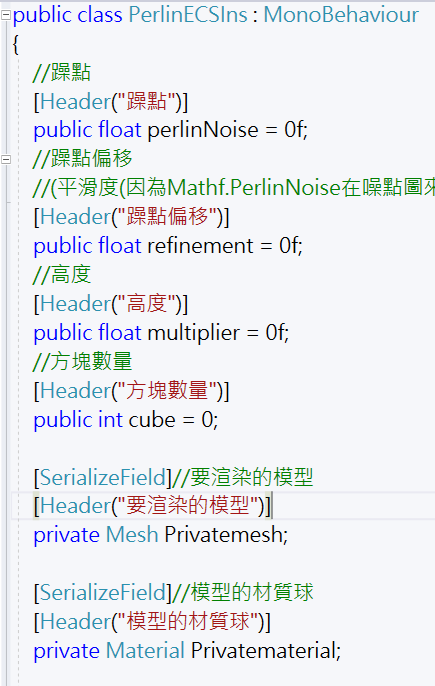 public class PerlinECSIns : MonoBehaviour
{
//躁點
[Header("躁點")]
public float perlinNoise = 0f;
//躁點偏移
//(平滑度(因為Mathf.PerlinNoise在噪點圖來
[Header("躁點偏移")]
public float refinement = 0f;
//高度
[Header("高度")]
public float multiplier = 0f;
//方塊數量
[Header("方塊數量")]
public int cube = 0;
[SerializeField]//要渲染的模型
[Header("要渲染的模型")]
private Mesh Privatemesh;
[SerializeField]//模型的材質球
[Header("模型的材質球")]
private Material Privatematerial;